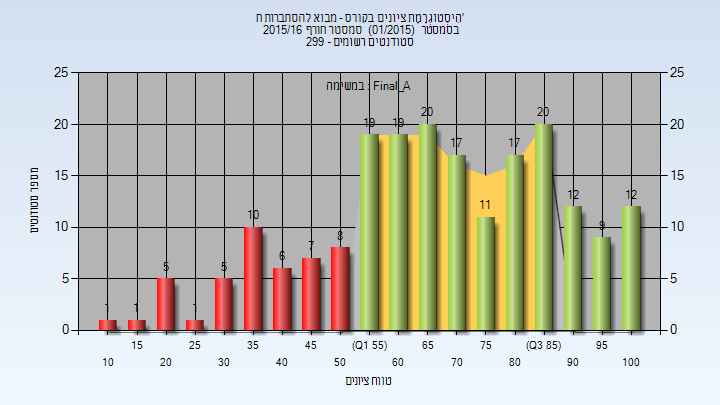 הִיסְטוֹגְרָמַת ציונים בקורס - מבוא להסתברות ח'
בסמסטר (01/2015) סמסטר חורף 2015/16
סטודנטים רשומים - 299
במשימה : Final_A
25 25
20 20
15 15
10 10
5 5
0 0
מספר סטודנטים
1 1 5 1 5 10 6 7 8 19 19 20 17 11 17 20 12 9 12
15 25 35 45 (Q1 55) 65 75 (Q3 85) 95
10 20 30 40 50 60 70 80 90 100
טווח ציונים